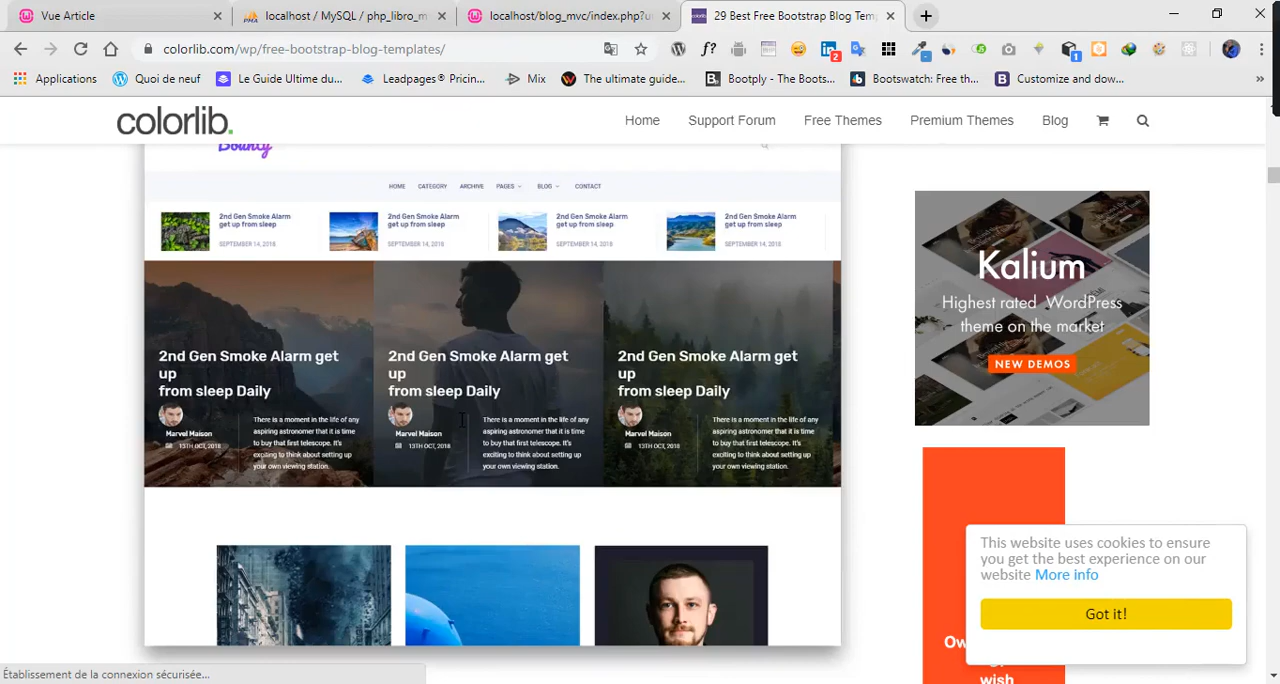 Vue Article
localhost / MySQL / php_libro_m
localhost/blog_mvc/index.php?u
29 Best Free Bootstrap Blog Temp
colorlib.com/wp/free-bootstrap-blog-templates/
Applications
Quoi de neuf
Le Guide Ultime du...
Leadpages® Pricin...
Mix
The ultimate guide...
Bootply - The Boots...
Bootswatch: Free th...
Customize and dow...
colorlib.
Home
Support Forum
Free Themes
Premium Themes
Blog
Bounty
HOME
CATEGORY
ARCHIVE
PAGES
BLOG
CONTACT
2nd Gen Smoke Alarm
get up from sleep
SEPTEMBER 14, 2018
2nd Gen Smoke Alarm
get up from sleep
SEPTEMBER 14, 2018
2nd Gen Smoke Alarm
get up from sleep
SEPTEMBER 14, 2018
2nd Gen Smoke Alarm
get up from sleep
SEPTEMBER 14, 2018
2nd Gen Smoke Alarm get
up
from sleep Daily
Marvel Maison
13TH OCT, 2018
There is a moment in the life of any
aspiring astronomer that it is time
to buy that first telescope. It's
exciting to think about setting up
your own viewing station.
2nd Gen Smoke Alarm get
up
from sleep Daily
Marvel Maison
13TH OCT, 2018
There is a moment in the life of any
aspiring astronomer that it is time
to buy that first telescope. It's
exciting to think about setting up
your own viewing station.
2nd Gen Smoke Alarm get
up
from sleep Daily
Marvel Maison
13TH OCT, 2018
There is a moment in the life of any
aspiring astronomer that it is time
to buy that first telescope. It's
exciting to think about setting up
your own viewing station.
Kalium
Highest rated WordPress
theme on the market
NEW DEMOS
This website uses cookies to ensure
you get the best experience on our
website More info
Got it!
Ow
wish
Établissement de la connexion sécurisée...